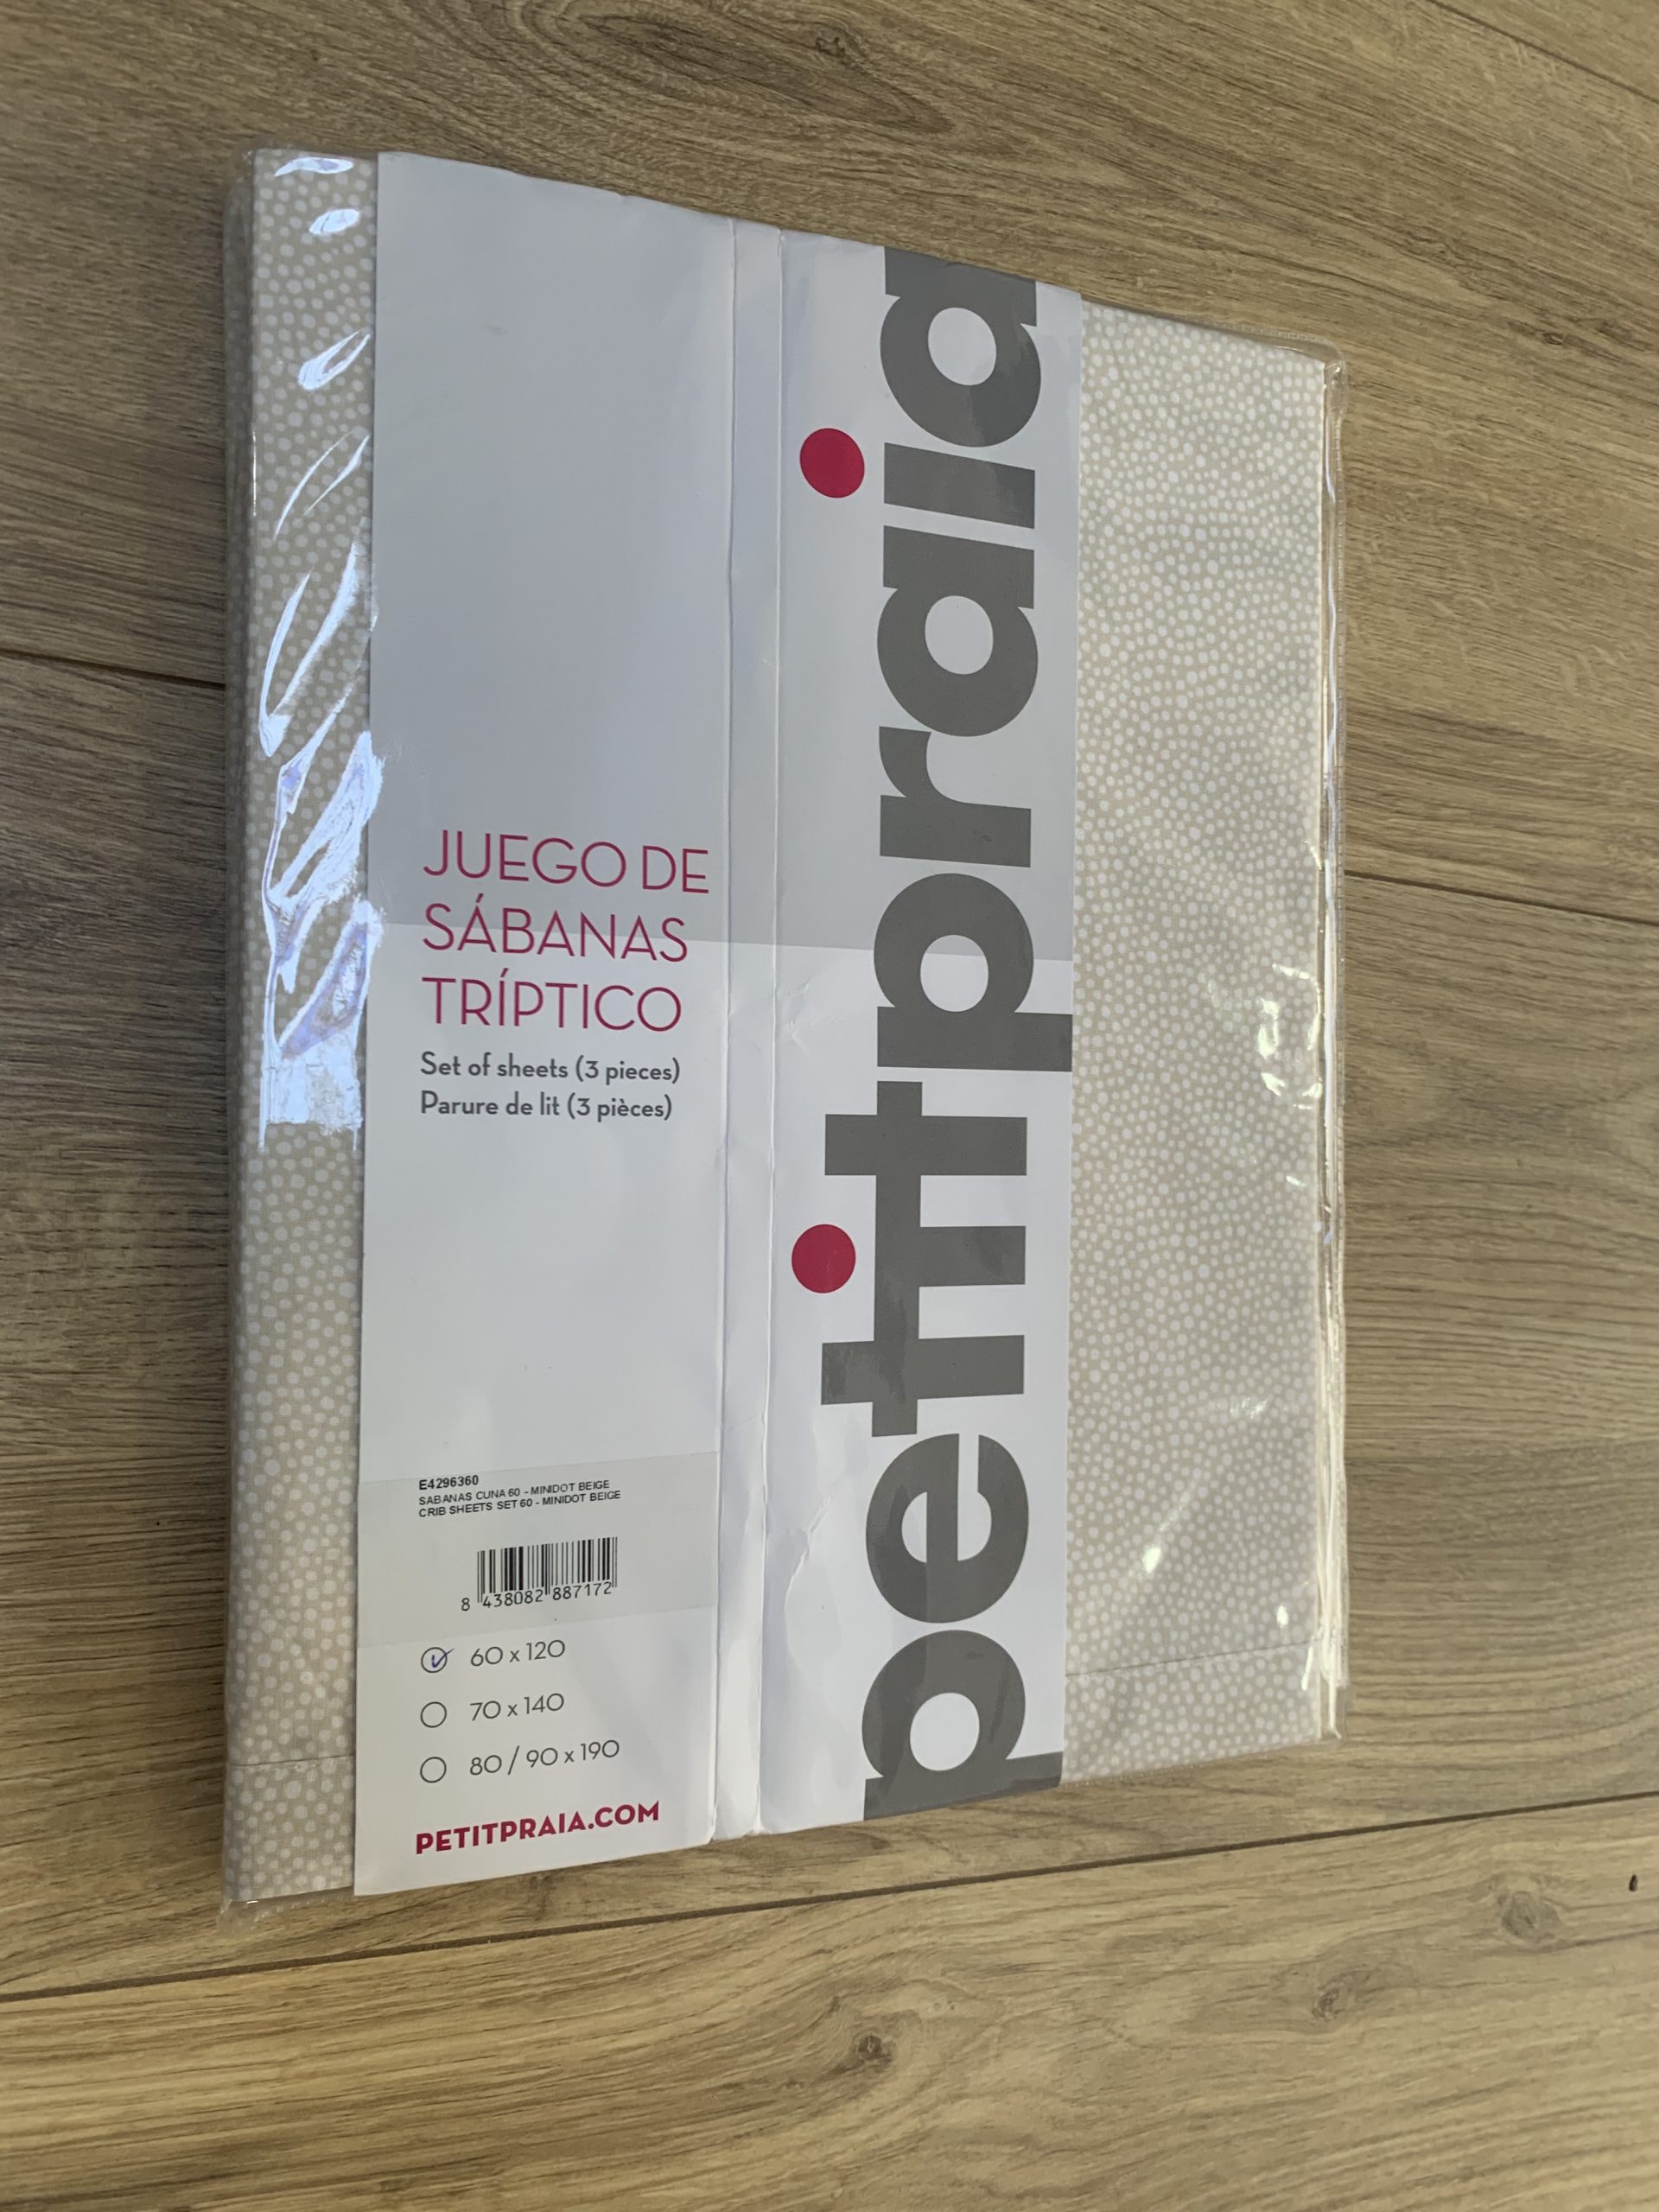 JUEGO DE
SÁBANAS
TRÍPTICO
Set of sheets (3 pieces)
Parure de lit (3 pièces)
E4296360
SABANAS CUNA 60 - MINIDOT BEIGE
CRIB SHEETS SET 60 - MINIDOT BEIGE
8 438082 887172
60 x 120
70 x 140
80 / 90 x 190
PETITPRAIA.COM
petitpraia